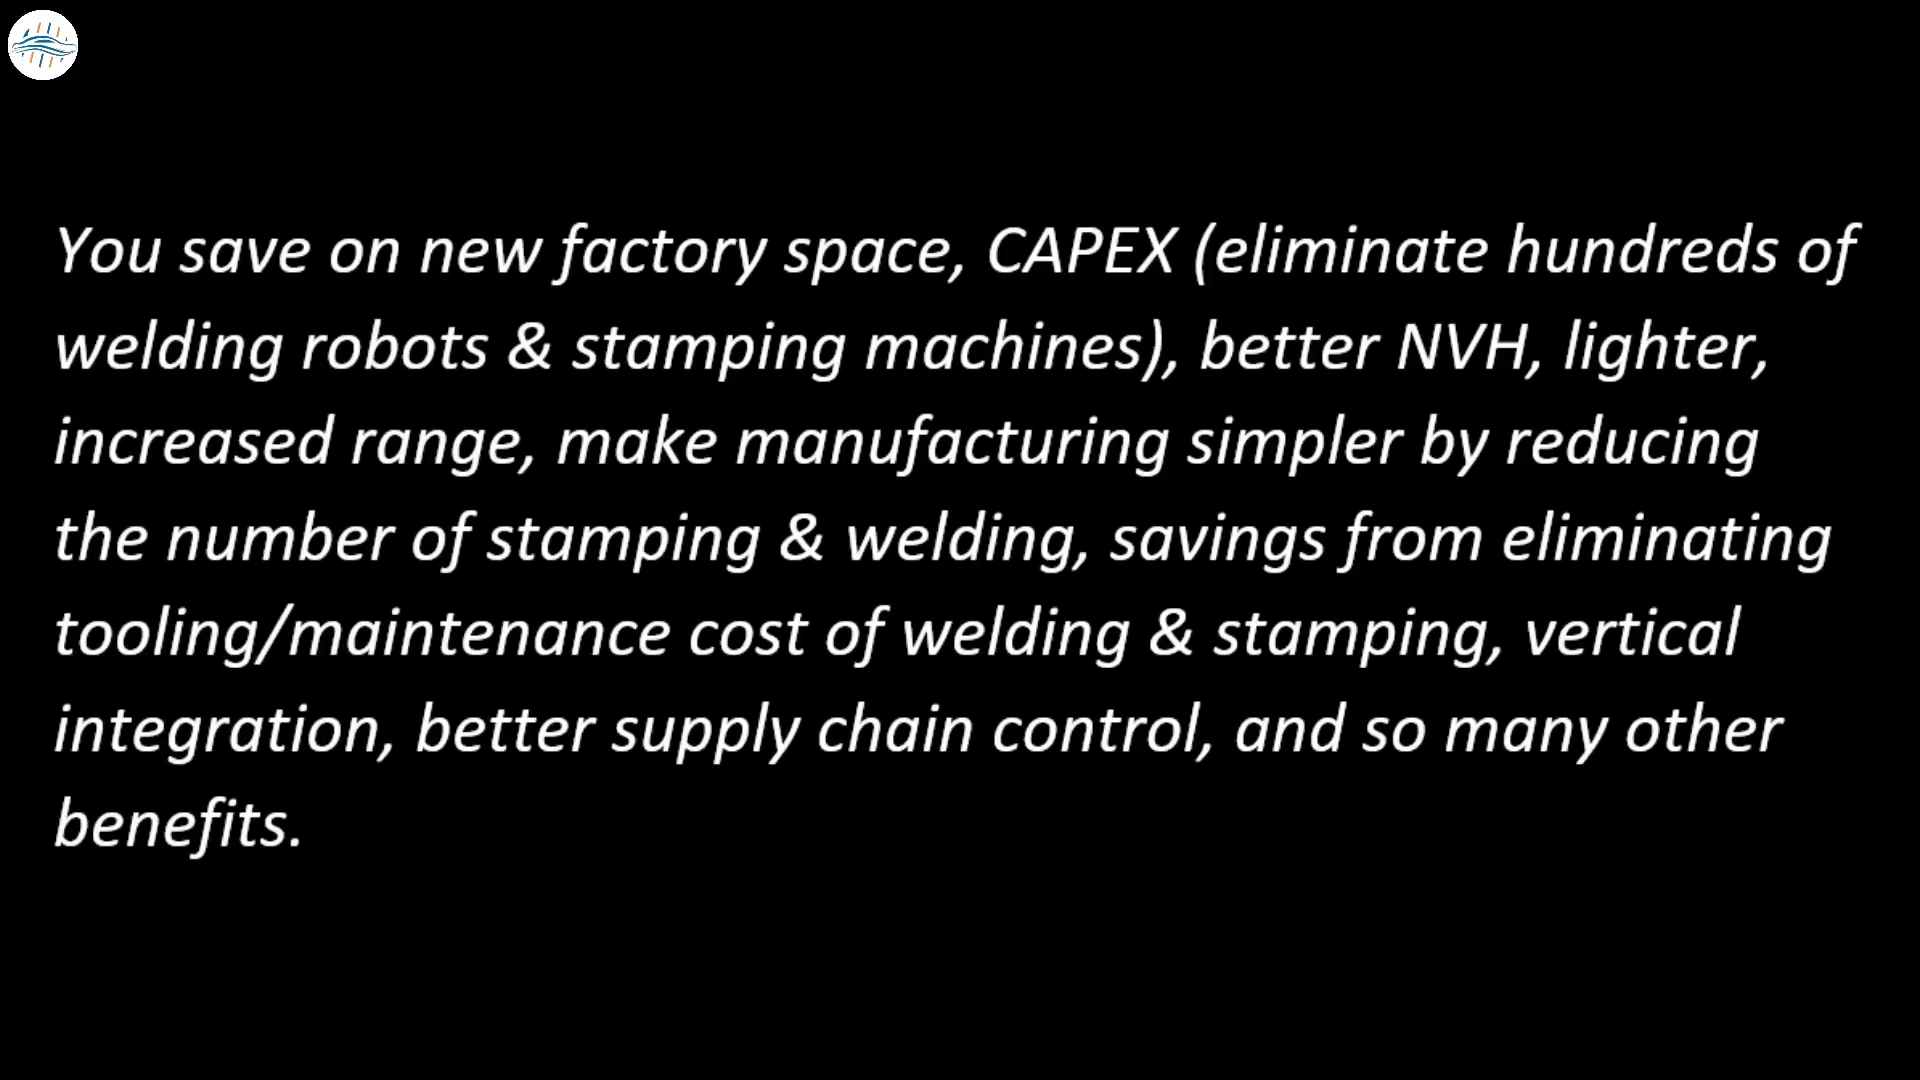 You save on new factory space, CAPEX (eliminate hundreds of
welding robots & stamping machines), better NVH, lighter,
increased range, make manufacturing simpler by reducing
the number of stamping & welding, savings from eliminating
tooling/maintenance cost of welding & stamping, vertical
integration, better supply chain control, and so many other
benefits.